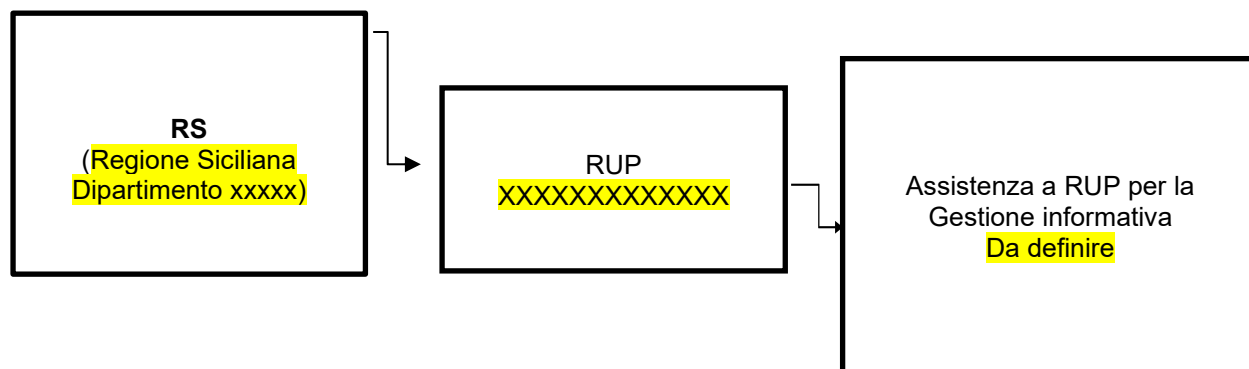 RS
(Regione Siciliana
Dipartimento xxxxx)
RUP
XXXXXXXXXXXXX
Assistenza a RUP per la
Gestione informativa
Da definire